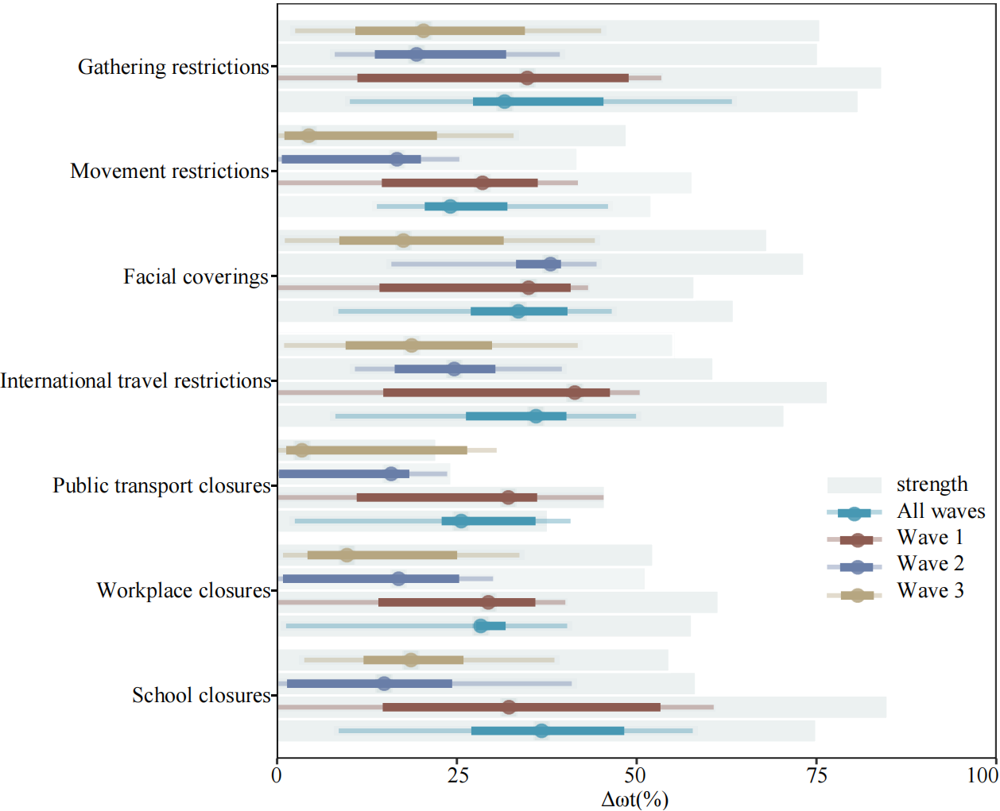 Gathering restrictions
Movement restrictions
Facial coverings
International travel restrictions
Public transport closures
Workplace closures
School closures
strength
All waves
Wave 1
Wave 2
Wave 3
0 25 50 75 100
Δωt(%)